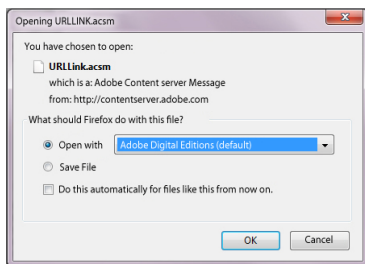 Opening URLLINK.acsm
You have chosen to open:
URLLink.acsm
which is a: Adobe Content server Message
from: http://contentserver.adobe.com
What should Firefox do with this file?
Open with Adobe Digital Editions (default)
Save File
Do this automatically for files like this from now on.
OK Cancel